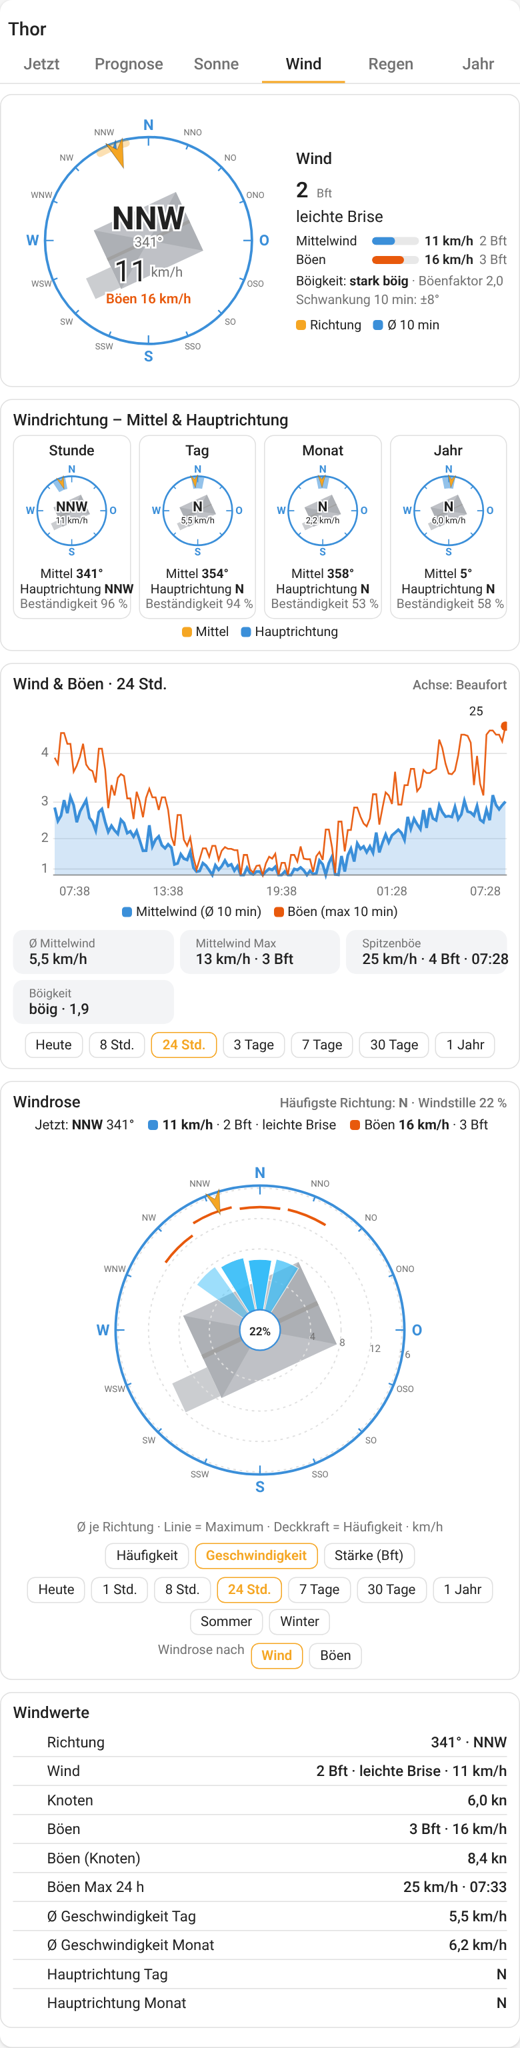 Thor
Jetzt Prognose Sonne Wind Regen Jahr
N
NNW NNO
NW NO
WNW ONO
W O
WSW OSO
SW SO
SSW SSO
S
NNW
341°
11 km/h
Böen 16 km/h
Wind
2 Bft
leichte Brise
Mittelwind 11 km/h 2 Bft
Böen 16 km/h 3 Bft
Böigkeit: stark böig · Böenfaktor 2,0
Schwankung 10 min: ±8°
Richtung Ø 10 min
Windrichtung – Mittel & Hauptrichtung
Stunde
N
W O
S
NNW
11 km/h
Mittel 341°
Hauptrichtung NNW
Beständigkeit 96 %
Tag
N
W O
S
N
5,5 km/h
Mittel 354°
Hauptrichtung N
Beständigkeit 94 %
Monat
N
W O
S
N
2,2 km/h
Mittel 358°
Hauptrichtung N
Beständigkeit 53 %
Jahr
N
W O
S
N
6,0 km/h
Mittel 5°
Hauptrichtung N
Beständigkeit 58 %
Mittel Hauptrichtung
Wind & Böen · 24 Std. Achse: Beaufort
25
4
3
2
1
07:38 13:38 19:38 01:28 07:28
Mittelwind (Ø 10 min) Böen (max 10 min)
Ø Mittelwind
5,5 km/h
Mittelwind Max
13 km/h · 3 Bft
Spitzenböe
25 km/h · 4 Bft · 07:28
Böigkeit
böig · 1,9
Heute 8 Std. 24 Std. 3 Tage 7 Tage 30 Tage 1 Jahr
Windrose Häufigste Richtung: N · Windstille 22 %
Jetzt: NNW 341° 11 km/h · 2 Bft · leichte Brise Böen 16 km/h · 3 Bft
N
NNW NNO
NW NO
WNW ONO
W O
WSW OSO
SW SO
SSW SSO
S
22%
4 8 12 16
Ø je Richtung · Linie = Maximum · Deckkraft = Häufigkeit · km/h
Häufigkeit Geschwindigkeit Stärke (Bft)
Heute 1 Std. 8 Std. 24 Std. 7 Tage 30 Tage 1 Jahr
Sommer Winter
Windrose nach Wind Böen
Windwerte
Richtung 341° · NNW
Wind 2 Bft · leichte Brise · 11 km/h
Knoten 6,0 kn
Böen 3 Bft · 16 km/h
Böen (Knoten) 8,4 kn
Böen Max 24 h 25 km/h · 07:33
Ø Geschwindigkeit Tag 5,5 km/h
Ø Geschwindigkeit Monat 6,2 km/h
Hauptrichtung Tag N
Hauptrichtung Monat N